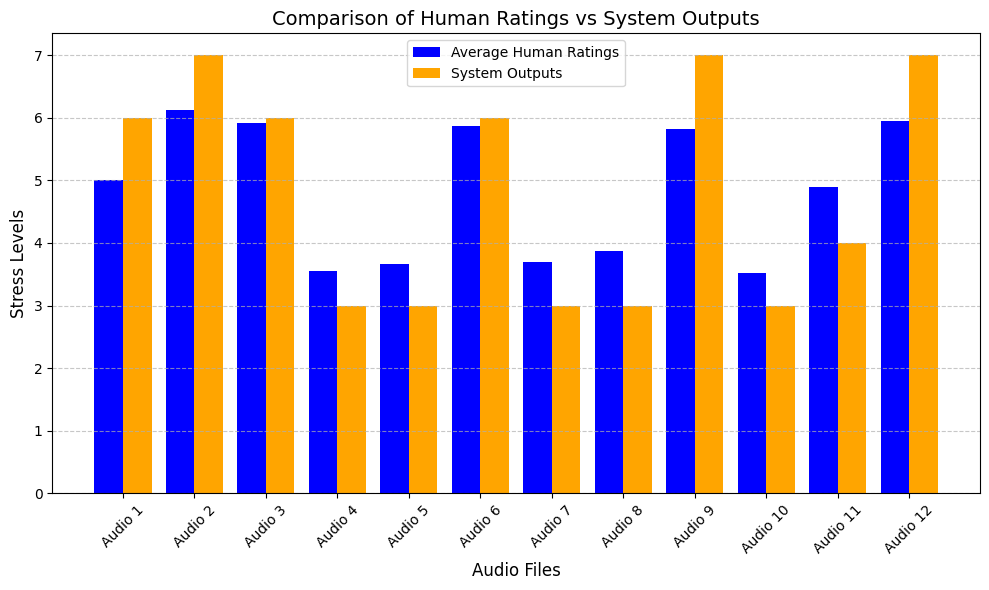 Comparison of Human Ratings vs System Outputs
Average Human Ratings
System Outputs
Stress Levels
7
6
5
4
3
2
1
0
Audio 1
Audio 2
Audio 3
Audio 4
Audio 5
Audio 6
Audio 7
Audio 8
Audio 9
Audio 10
Audio 11
Audio 12
Audio Files